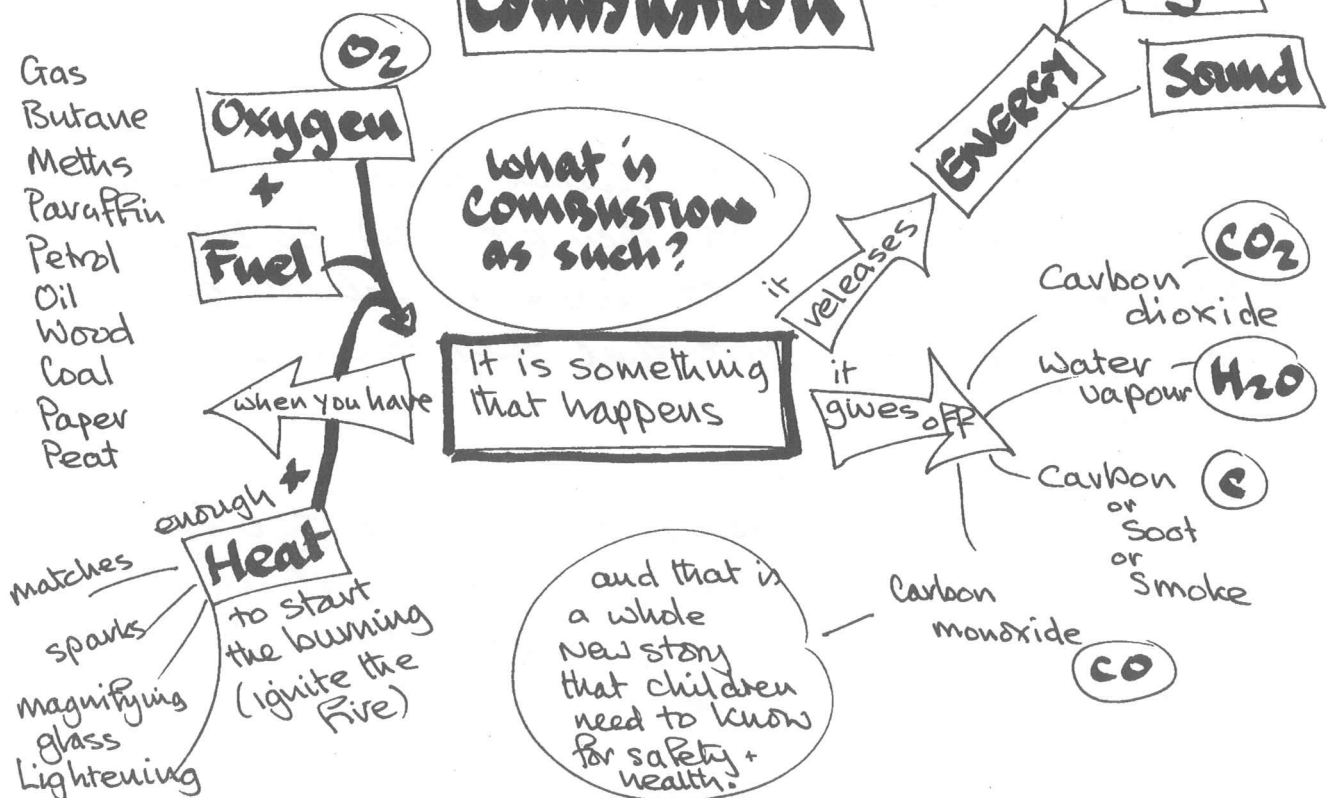 Combustion
O2
Oxygen
+
Fuel
Gas
Butane
Meths
Paraffin
Petrol
Oil
Wood
Coal
Paper
Peat
What is
COMBUSTION
as such?
It is something
that happens
when you have
enough +
Heat
to start
the burning
(ignite the
fire)
matches
sparks
magnifying
glass
Lightening
it
releases
ENERGY
Sound
it
gives off
Carbon
dioxide
CO2
water
vapour
H2O
Carbon
or
Soot
or
Smoke
C
Carbon
monoxide
CO
and that is
a whole
New story
that children
need to know
for safety +
health.